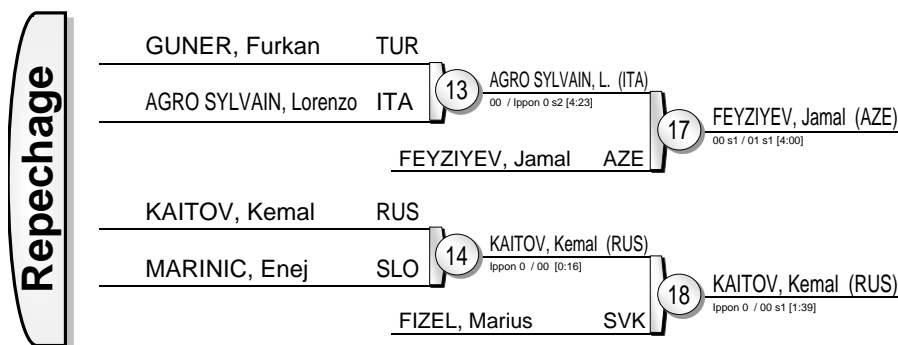 Repechage
GUNER, Furkan TUR
AGRO SYLVAIN, Lorenzo ITA
13
AGRO SYLVAIN, L. (ITA)
00 / Ippon 0 s2 [4:23]
FEYZIYEV, Jamal AZE
17
FEYZIYEV, Jamal (AZE)
00 s1 / 01 s1 [4:00]
KAITOV, Kemal RUS
MARINIC, Enej SLO
14
KAITOV, Kemal (RUS)
Ippon 0 / 00 [0:16]
FIZEL, Marius SVK
18
KAITOV, Kemal (RUS)
Ippon 0 / 00 s1 [1:39]